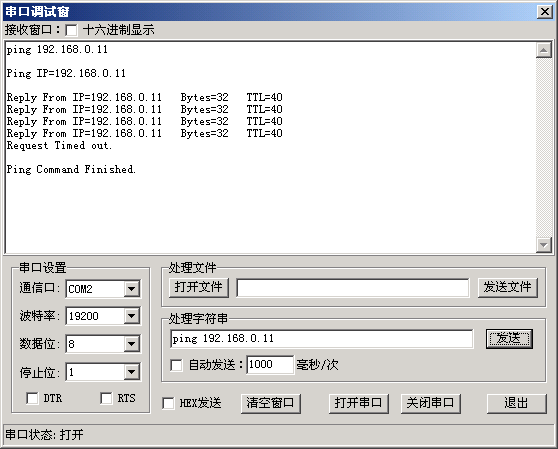 串口调试窗
接收窗口： 十六进制显示
ping 192.168.0.11
Ping IP=192.168.0.11
Reply From IP=192.168.0.11 Bytes=32 TTL=40
Reply From IP=192.168.0.11 Bytes=32 TTL=40
Reply From IP=192.168.0.11 Bytes=32 TTL=40
Reply From IP=192.168.0.11 Bytes=32 TTL=40
Request Timed out.
Ping Command Finished.
串口设置
通信口: COM2
波特率: 19200
数据位: 8
停止位: 1
DTR RTS
处理文件
打开文件 发送文件
处理字符串
ping 192.168.0.11 发送
自动发送： 1000 毫秒/次
HEX发送 清空窗口 打开串口 关闭串口 退出
串口状态: 打开